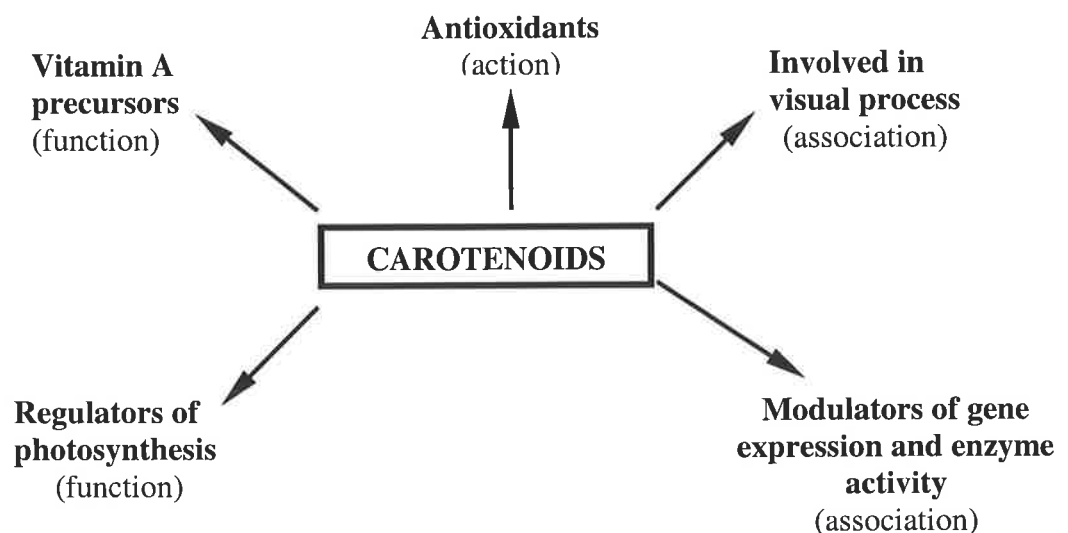 Antioxidants
(action)
Vitamin A
precursors
(function)
Involved in
visual process
(association)
CAROTENOIDS
Regulators of
photosynthesis
(function)
Modulators of gene
expression and enzyme
activity
(association)